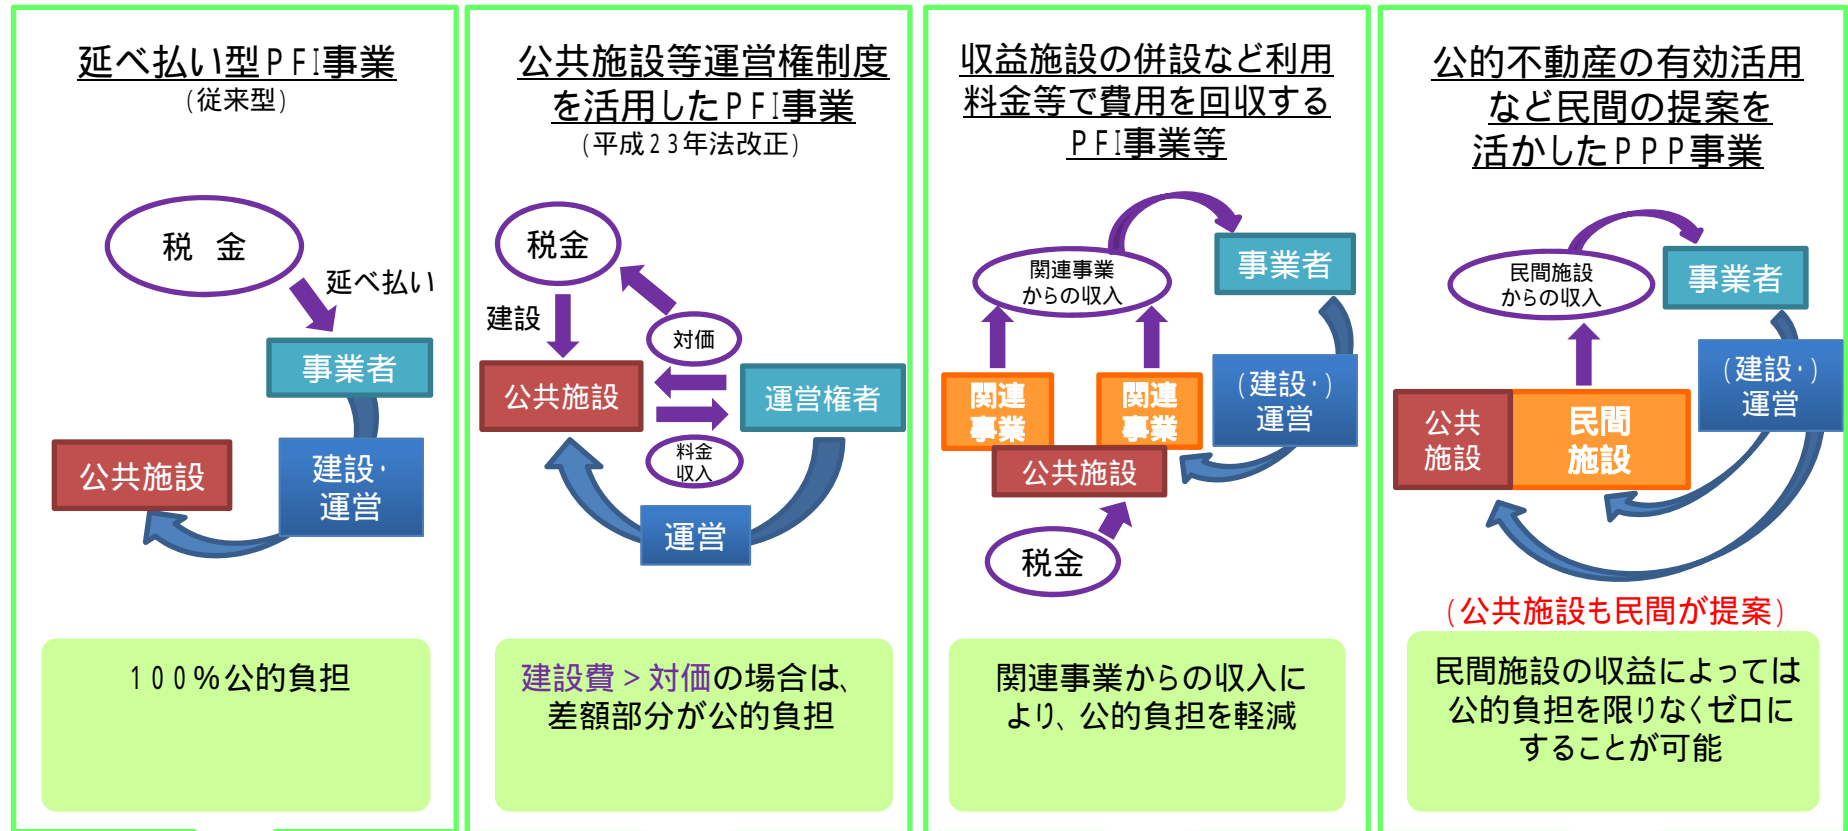 延べ払い型PFI事業
(従来型)
税 金
延べ払い
事業者
公共施設
建設・
運営
100%公的負担
公共施設等運営権制度
を活用したPFI事業
(平成23年法改正)
税金
建設
対価
公共施設
運営権者
料金
収入
運営
建設費>対価の場合は、
差額部分が公的負担
収益施設の併設など利用
料金等で費用を回収する
PFI事業等
関連事業
からの収入
事業者
関連
事業
関連
事業
(建設・)
運営
公共施設
税金
関連事業からの収入に
より、公的負担を軽減
公的不動産の有効活用
など民間の提案を
活かしたPPP事業
民間施設
からの収入
事業者
(建設・)
運営
公共
施設
民間
施設
(公共施設も民間が提案)
民間施設の収益によっては
公的負担を限りなくゼロに
することが可能